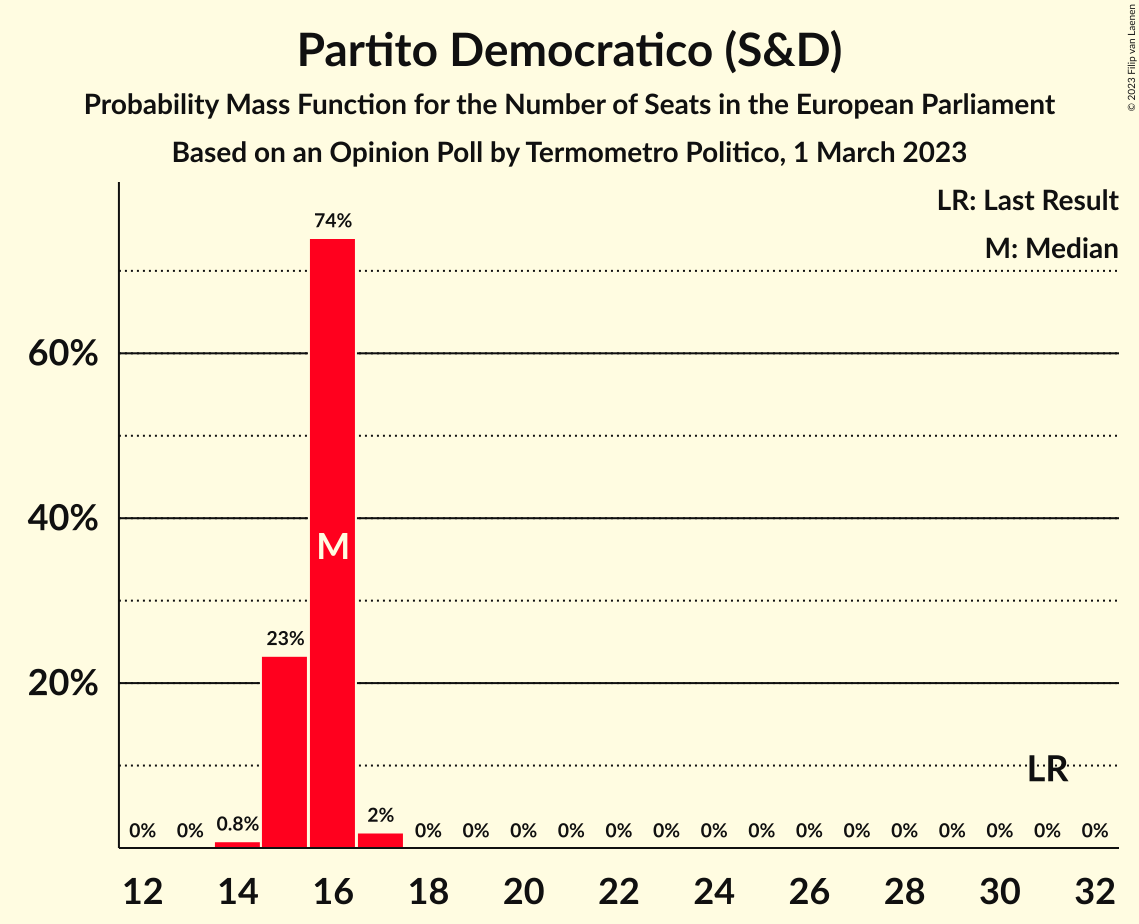 Partito Democratico (S&D)
Probability Mass Function for the Number of Seats in the European Parliament
Based on an Opinion Poll by Termometro Politico, 1 March 2023
© 2023 Filip van Laenen
LR: Last Result
M: Median
74%
60%
40%
M
23%
20%
LR
0% 0% 0.8% 2% 0% 0% 0% 0% 0% 0% 0% 0% 0% 0% 0% 0% 0% 0% 0%
12 14 16 18 20 22 24 26 28 30 32